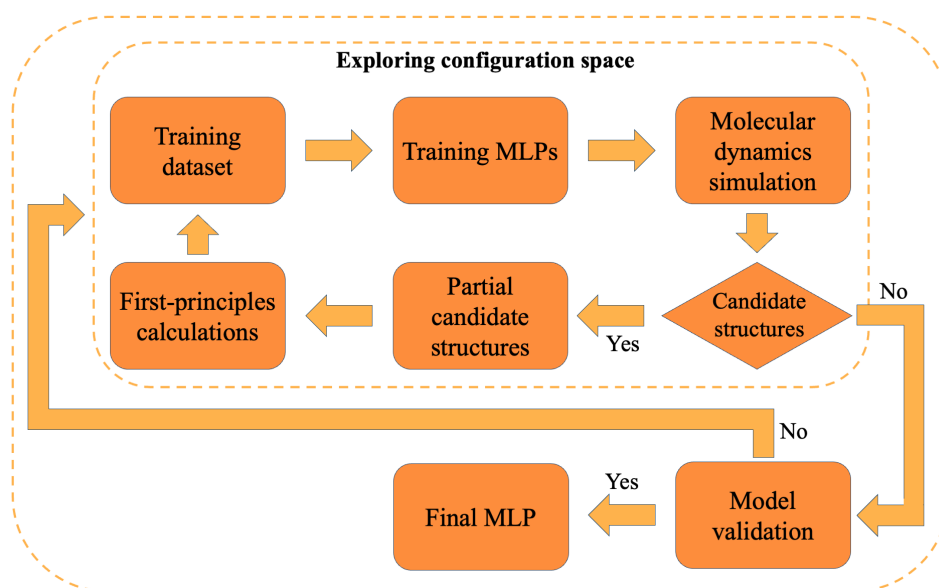 Exploring configuration space
Training
dataset
Training MLPs
Molecular
dynamics
simulation
First-principles
calculations
Partial
candidate
structures
Yes
Candidate
structures
No
No
Final MLP
Yes
Model
validation